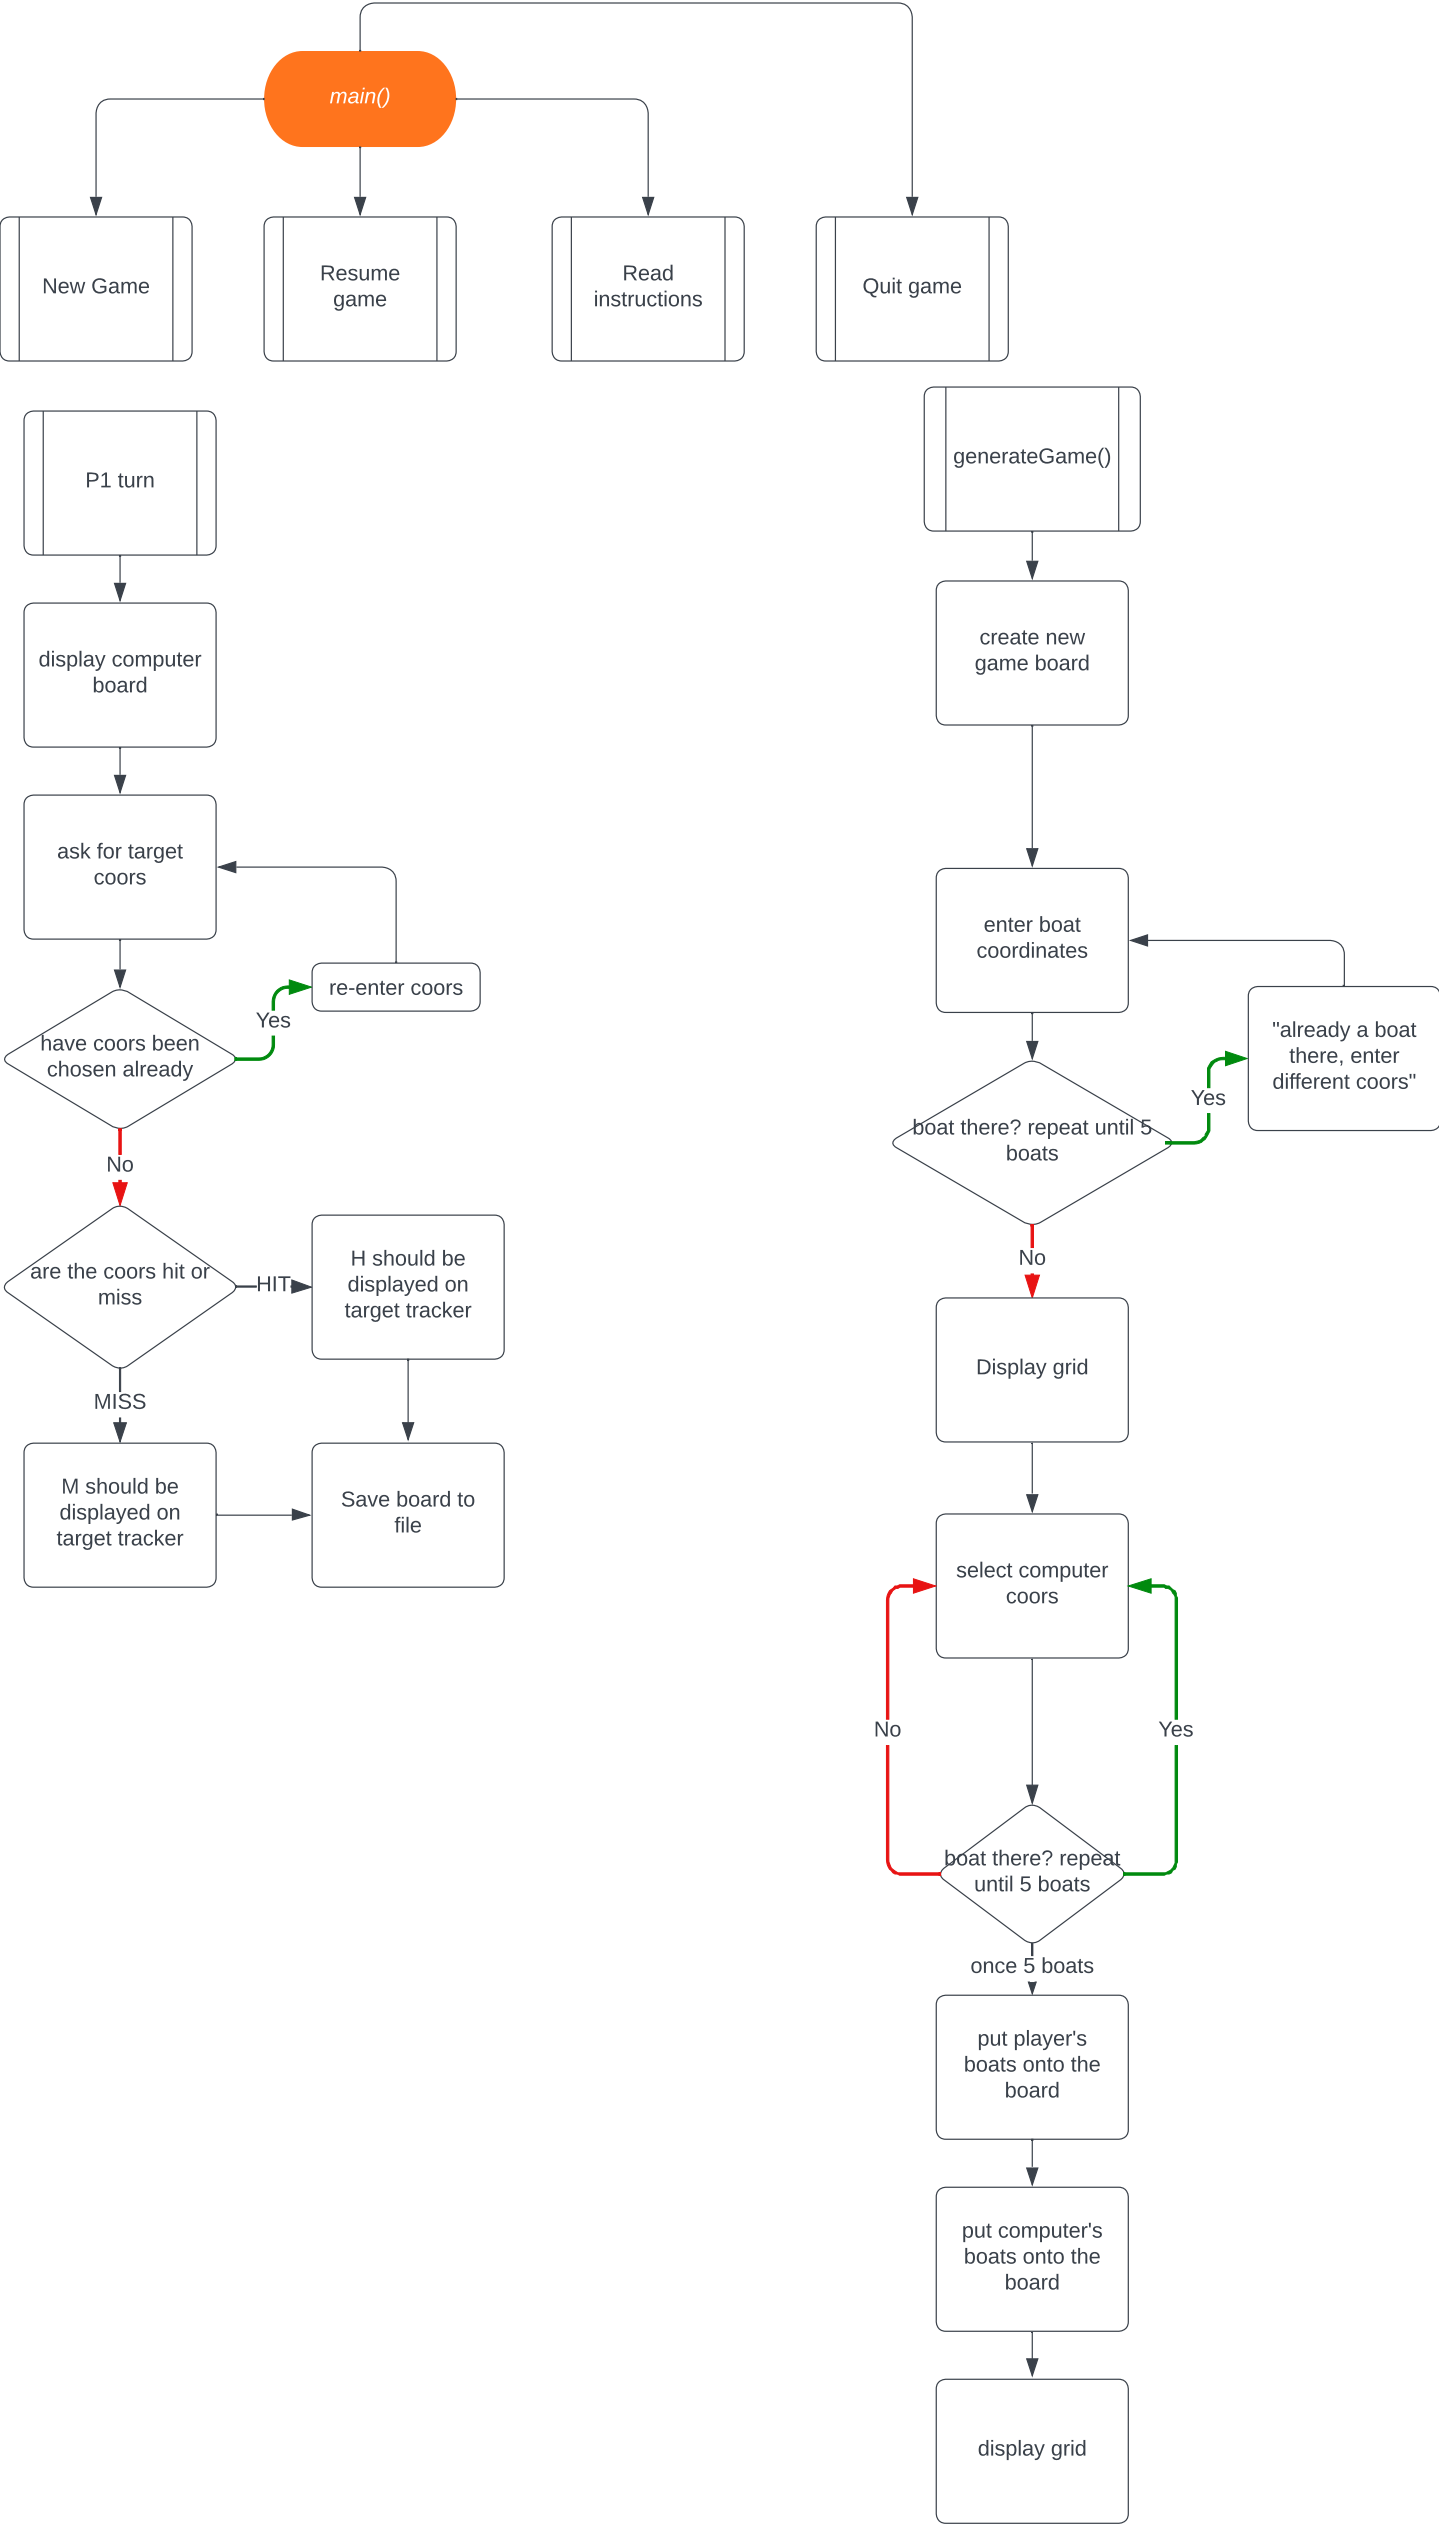 main()
New Game
Resume
game
Read
instructions
Quit game
P1 turn
display computer
board
ask for target
coors
re-enter coors
Yes
have coors been
chosen already
No
are the coors hit or
miss
HIT
H should be
displayed on
target tracker
MISS
M should be
displayed on
target tracker
Save board to
file
generateGame()
create new
game board
enter boat
coordinates
"already a boat
there, enter
different coors"
Yes
boat there? repeat until 5
boats
No
Display grid
select computer
coors
No
Yes
boat there? repeat
until 5 boats
once 5 boats
put player's
boats onto the
board
put computer's
boats onto the
board
display grid